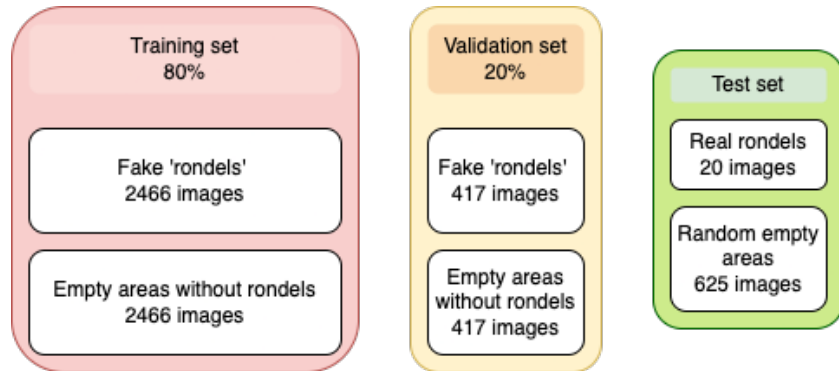 Training set
80%
Fake 'rondels'
2466 images
Empty areas without rondels
2466 images
Validation set
20%
Fake 'rondels'
417 images
Empty areas
without rondels
417 images
Test set
Real rondels
20 images
Random empty
areas
625 images